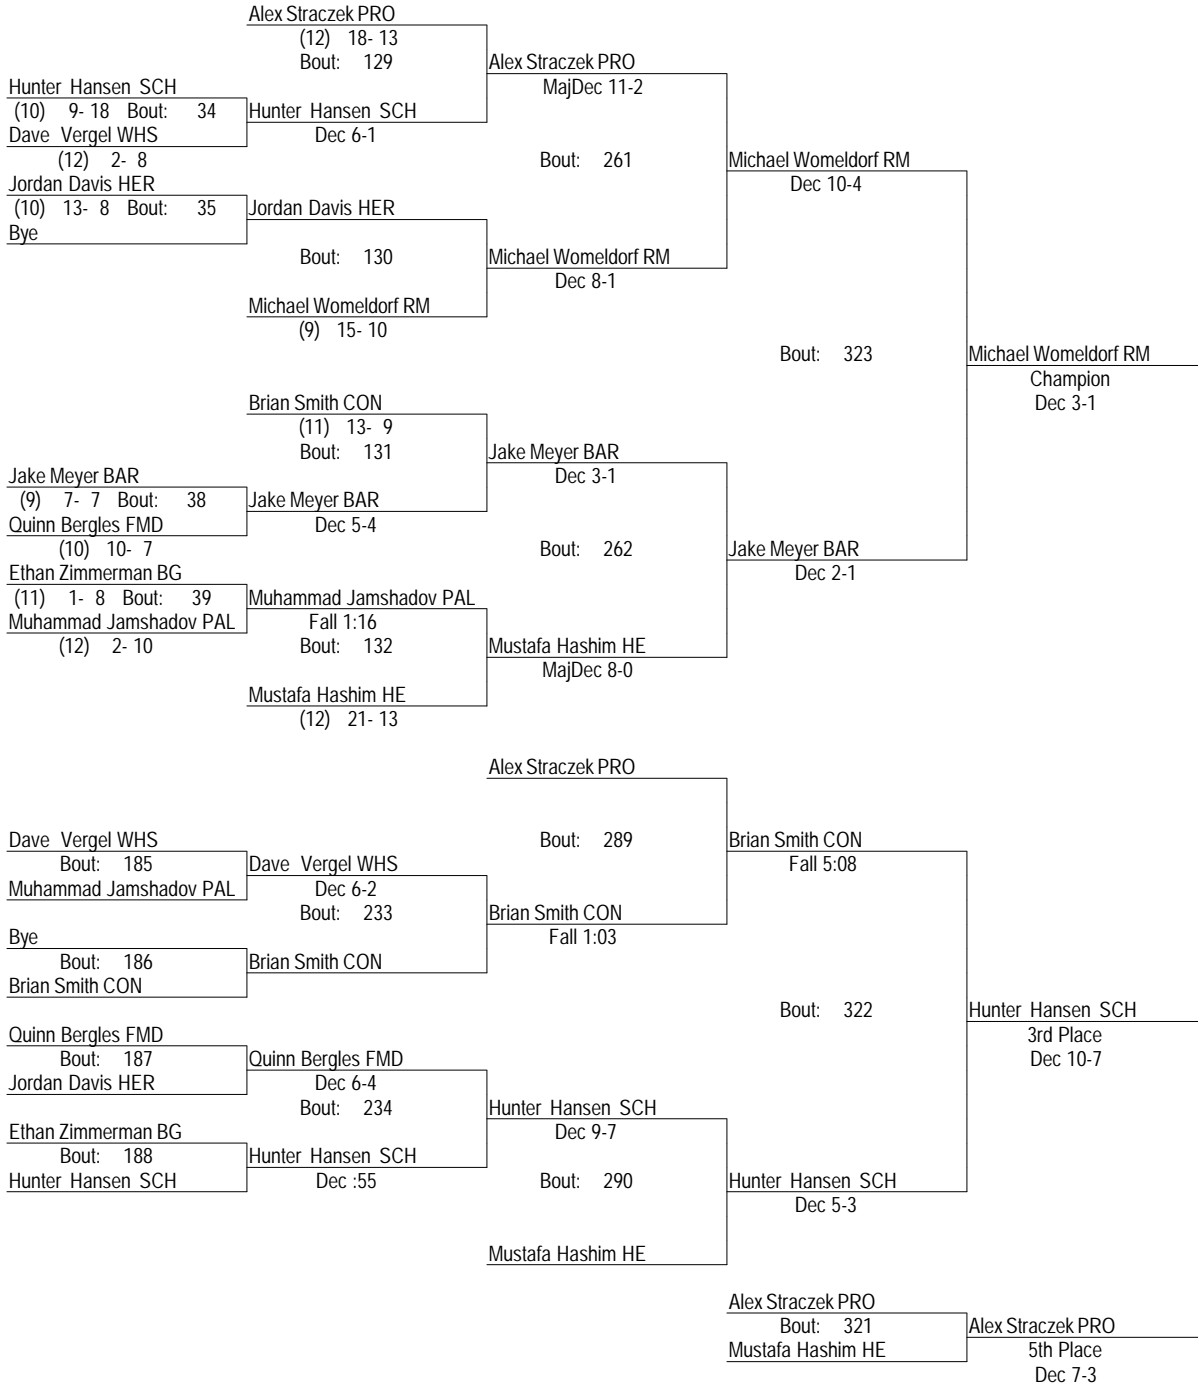 Alex Straczek PRO
(12) 18- 13
Bout: 129
Alex Straczek PRO
MajDec 11-2
Hunter Hansen SCH
(10) 9- 18 Bout: 34
Hunter Hansen SCH
Dave Vergel WHS
Dec 6-1
(12) 2- 8
Bout: 261
Michael Womeldorf RM
Dec 10-4
Jordan Davis HER
(10) 13- 8 Bout: 35
Jordan Davis HER
Bye
Bout: 130
Michael Womeldorf RM
Dec 8-1
Michael Womeldorf RM
(9) 15- 10
Bout: 323
Michael Womeldorf RM
Champion
Dec 3-1
Brian Smith CON
(11) 13- 9
Bout: 131
Jake Meyer BAR
Dec 3-1
Jake Meyer BAR
(9) 7- 7 Bout: 38
Jake Meyer BAR
Quinn Bergles FMD
Dec 5-4
(10) 10- 7
Bout: 262
Jake Meyer BAR
Dec 2-1
Ethan Zimmerman BG
(11) 1- 8 Bout: 39
Muhammad Jamshadov PAL
Muhammad Jamshadov PAL
Fall 1:16
(12) 2- 10
Bout: 132
Mustafa Hashim HE
MajDec 8-0
Mustafa Hashim HE
(12) 21- 13
Alex Straczek PRO
Dave Vergel WHS
Bout: 289
Brian Smith CON
Bout: 185
Dave Vergel WHS
Fall 5:08
Muhammad Jamshadov PAL
Dec 6-2
Bout: 233
Brian Smith CON
Bye
Fall 1:03
Bout: 186
Brian Smith CON
Brian Smith CON
Bout: 322
Hunter Hansen SCH
3rd Place
Dec 10-7
Quinn Bergles FMD
Bout: 187
Quinn Bergles FMD
Jordan Davis HER
Dec 6-4
Bout: 234
Hunter Hansen SCH
Dec 9-7
Ethan Zimmerman BG
Bout: 188
Hunter Hansen SCH
Hunter Hansen SCH
Dec :55
Bout: 290
Hunter Hansen SCH
Dec 5-3
Mustafa Hashim HE
Alex Straczek PRO
Bout: 321
Alex Straczek PRO
Mustafa Hashim HE
5th Place
Dec 7-3